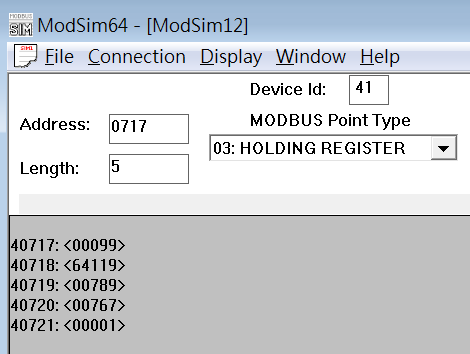 MODBUS
SIM
ModSim64 - [ModSim12]
SIM1
File Connection Display Window Help
Device Id: 41
Address: 0717
MODBUS Point Type
Length: 5
03: HOLDING REGISTER
40717: <00099>
40718: <64119>
40719: <00789>
40720: <00767>
40721: <00001>